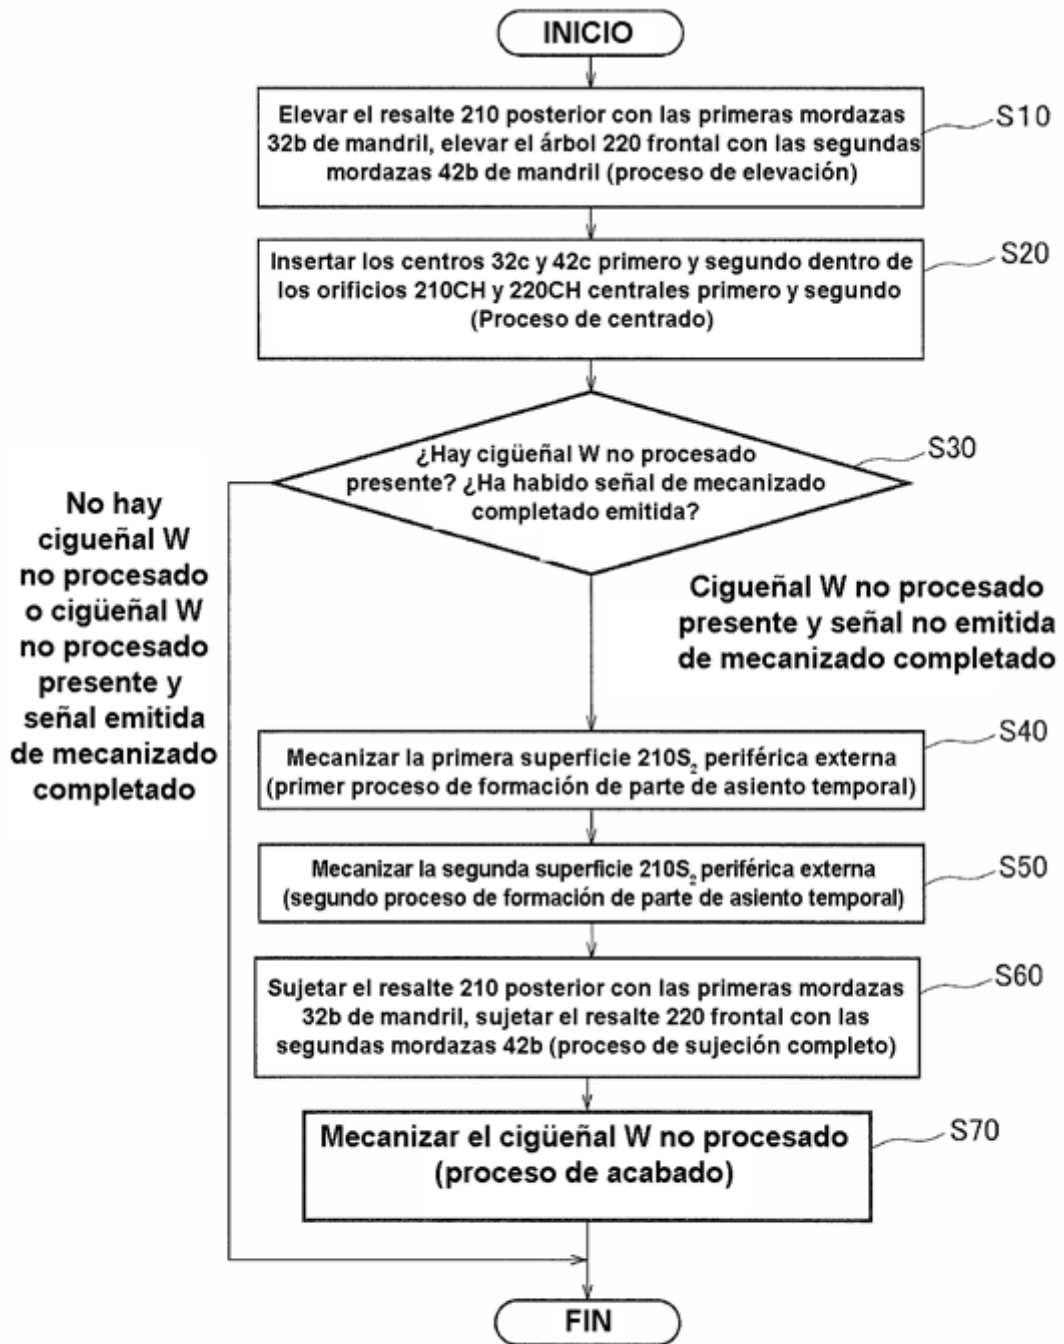 INICIO
Elevar el resalte 210 posterior con las primeras mordazas
32b de mandril, elevar el árbol 220 frontal con las segundas
mordazas 42b de mandril (proceso de elevación)
S10
Insertar los centros 32c y 42c primero y segundo dentro de
los orificios 210CH y 220CH centrales primero y segundo
(Proceso de centrado)
S20
¿Hay cigüeñal W no procesado
presente? ¿Ha habido señal de mecanizado
completado emitida?
S30
No hay
cigueñal W
no procesado
o cigüeñal W
no procesado
presente y
señal emitida
de mecanizado
completado
Cigueñal W no procesado
presente y señal no emitida
de mecanizado completado
Mecanizar la primera superficie 210S₂ periférica externa
(primer proceso de formación de parte de asiento temporal)
S40
Mecanizar la segunda superficie 210S₂ periférica externa
(segundo proceso de formación de parte de asiento temporal)
S50
Sujetar el resalte 210 posterior con las primeras mordazas
32b de mandril, sujetar el resalte 220 frontal con las
segundas mordazas 42b (proceso de sujeción completo)
S60
Mecanizar el cigüeñal W no procesado
(proceso de acabado)
S70
FIN